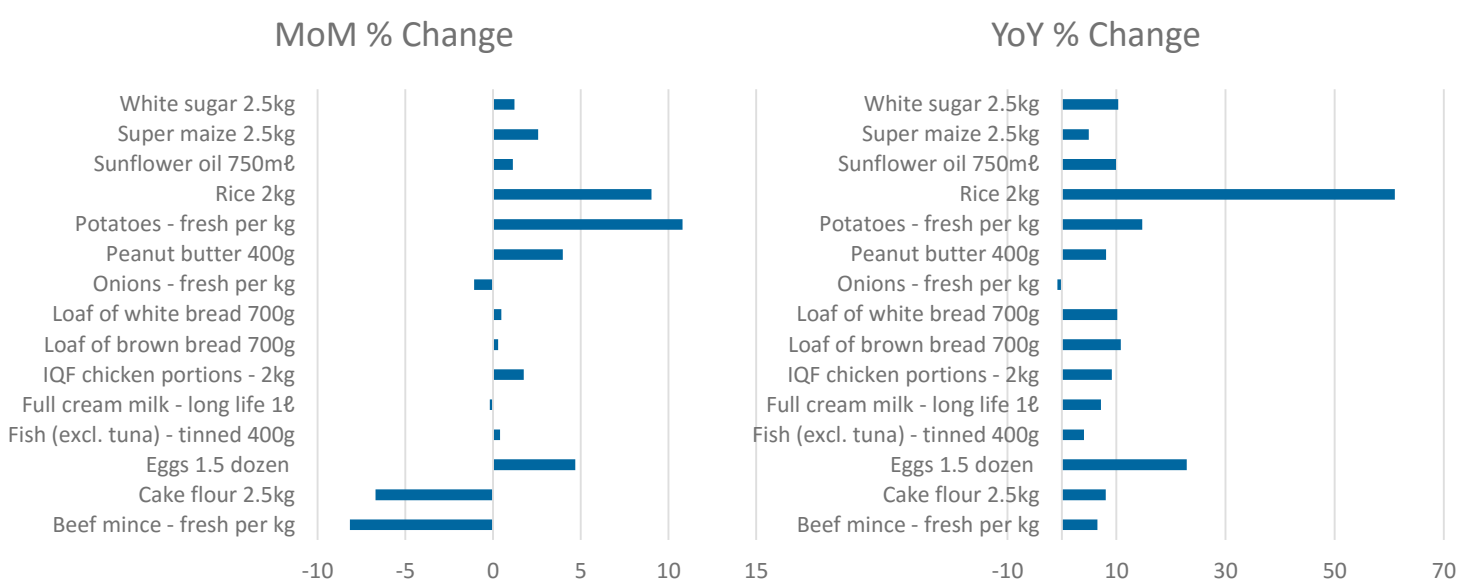 MoM % Change
White sugar 2.5kg
Super maize 2.5kg
Sunflower oil 750mℓ
Rice 2kg
Potatoes - fresh per kg
Peanut butter 400g
Onions - fresh per kg
Loaf of white bread 700g
Loaf of brown bread 700g
IQF chicken portions - 2kg
Full cream milk - long life 1ℓ
Fish (excl. tuna) - tinned 400g
Eggs 1.5 dozen
Cake flour 2.5kg
Beef mince - fresh per kg
-10 -5 0 5 10 15
YoY % Change
White sugar 2.5kg
Super maize 2.5kg
Sunflower oil 750mℓ
Rice 2kg
Potatoes - fresh per kg
Peanut butter 400g
Onions - fresh per kg
Loaf of white bread 700g
Loaf of brown bread 700g
IQF chicken portions - 2kg
Full cream milk - long life 1ℓ
Fish (excl. tuna) - tinned 400g
Eggs 1.5 dozen
Cake flour 2.5kg
Beef mince - fresh per kg
-10 10 30 50 70